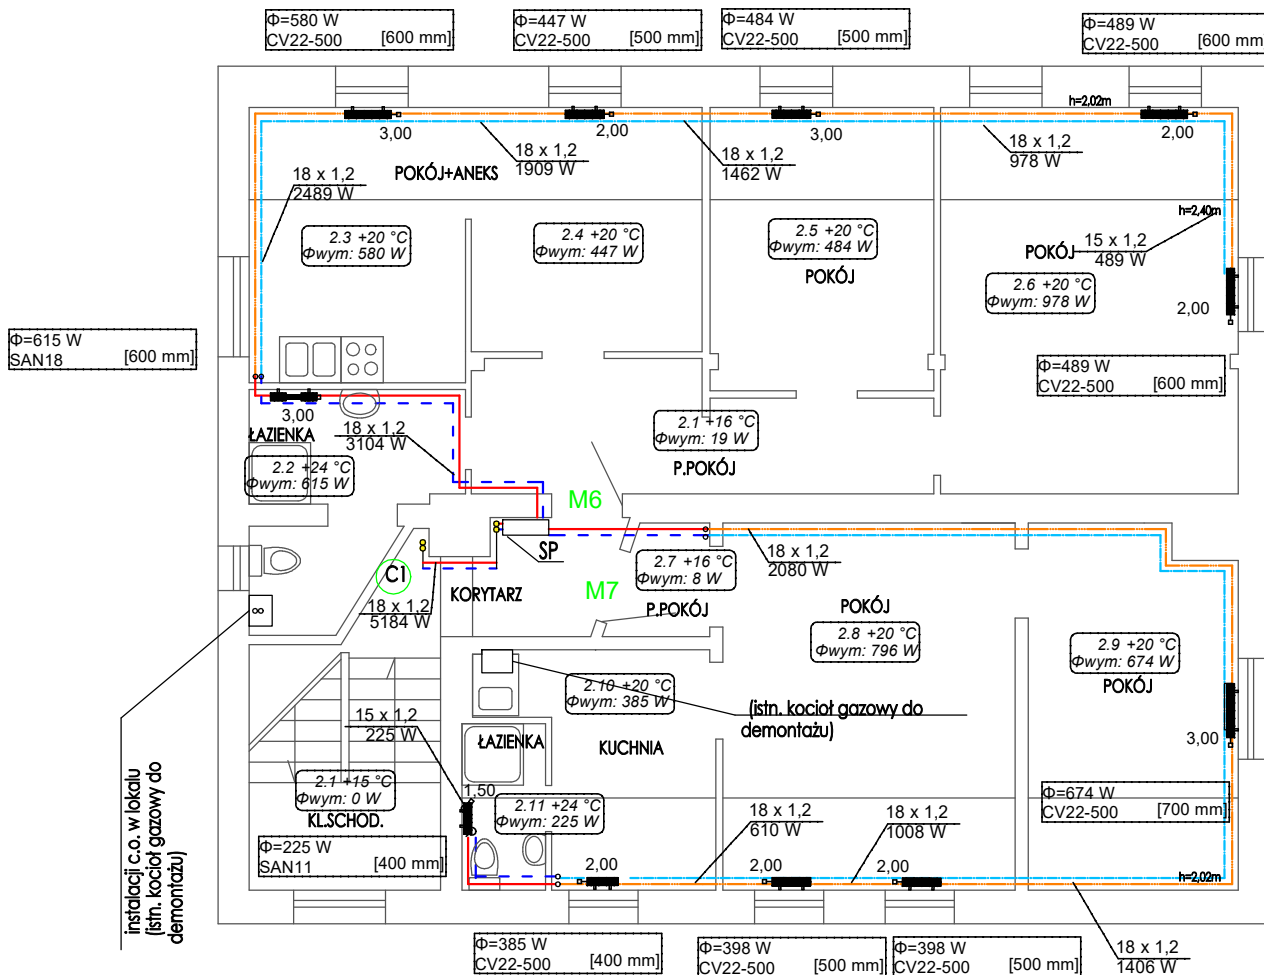 Φ=580 W
CV22-500 [600 mm]
Φ=447 W
CV22-500 [500 mm]
Φ=484 W
CV22-500 [500 mm]
Φ=489 W
CV22-500 [600 mm]
h=2,02m
3,00
2,00
3,00
2,00
18 x 1,2
1909 W
18 x 1,2
1462 W
18 x 1,2
978 W
18 x 1,2
2489 W
POKÓJ+ANEKS
h=2,40m
2.3 +20 °C
Φwym: 580 W
2.4 +20 °C
Φwym: 447 W
2.5 +20 °C
Φwym: 484 W
POKÓJ
POKÓJ
15 x 1,2
489 W
2.6 +20 °C
Φwym: 978 W
2,00
Φ=615 W
SAN18 [600 mm]
Φ=489 W
CV22-500 [600 mm]
3,00
ŁAZIENKA
18 x 1,2
3104 W
2.1 +16 °C
Φwym: 19 W
P.POKÓJ
2.2 +24 °C
Φwym: 615 W
M6
SP
18 x 1,2
2080 W
2.7 +16 °C
Φwym: 8 W
C1
M7
KORYTARZ
P.POKÓJ
18 x 1,2
5184 W
POKÓJ
2.8 +20 °C
Φwym: 796 W
2.9 +20 °C
Φwym: 674 W
POKÓJ
2.10 +20 °C
Φwym: 385 W
(istn. kocioł gazowy do
demontażu)
15 x 1,2
225 W
ŁAZIENKA
KUCHNIA
3,00
2.1 +15 °C
Φwym: 0 W
KL.SCHOD.
1,50
2.11 +24 °C
Φwym: 225 W
Φ=674 W
CV22-500 [700 mm]
18 x 1,2
610 W
18 x 1,2
1008 W
Φ=225 W
SAN11 [400 mm]
2,00
2,00
2,00
h=2,02m
instalacji c.o. w lokalu
(istn. kocioł gazowy do
demontażu)
Φ=385 W
CV22-500 [400 mm]
Φ=398 W
CV22-500 [500 mm]
Φ=398 W
CV22-500 [500 mm]
18 x 1,2
1406 W